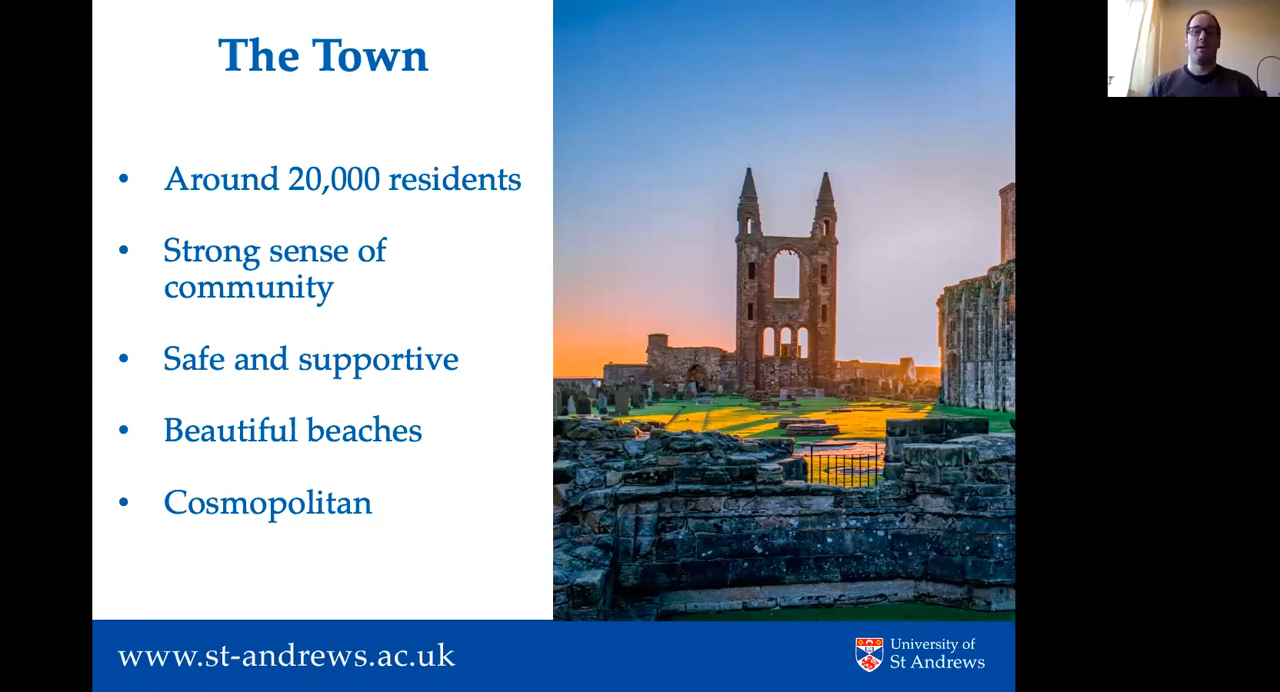 The Town
• Around 20,000 residents
• Strong sense of
community
• Safe and supportive
• Beautiful beaches
• Cosmopolitan
www.st-andrews.ac.uk
University of
St Andrews